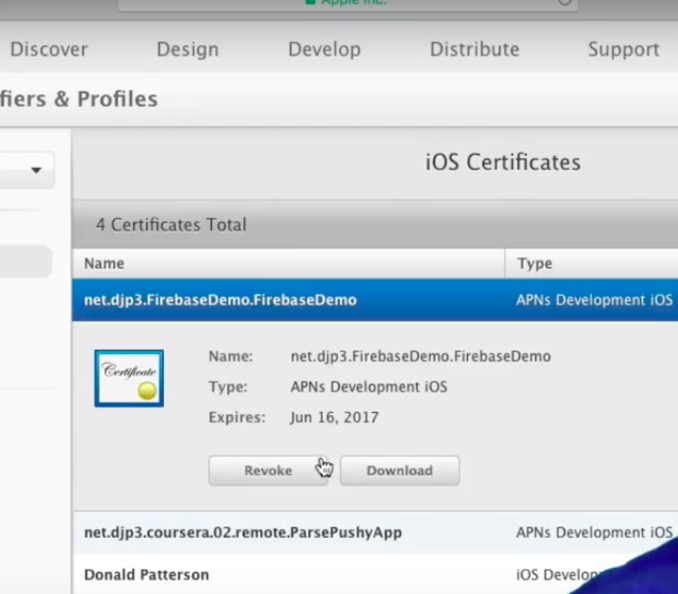 Apple Inc.
Discover Design Develop Distribute Support
fiers & Profiles
iOS Certificates
4 Certificates Total
Name Type
net.djp3.FirebaseDemo.FirebaseDemo APNs Development iOS
Certificate
Name: net.djp3.FirebaseDemo.FirebaseDemo
Type: APNs Development iOS
Expires: Jun 16, 2017
Revoke Download
net.djp3.coursera.02.remote.ParsePushyApp APNs Development iOS
Donald Patterson iOS Develop